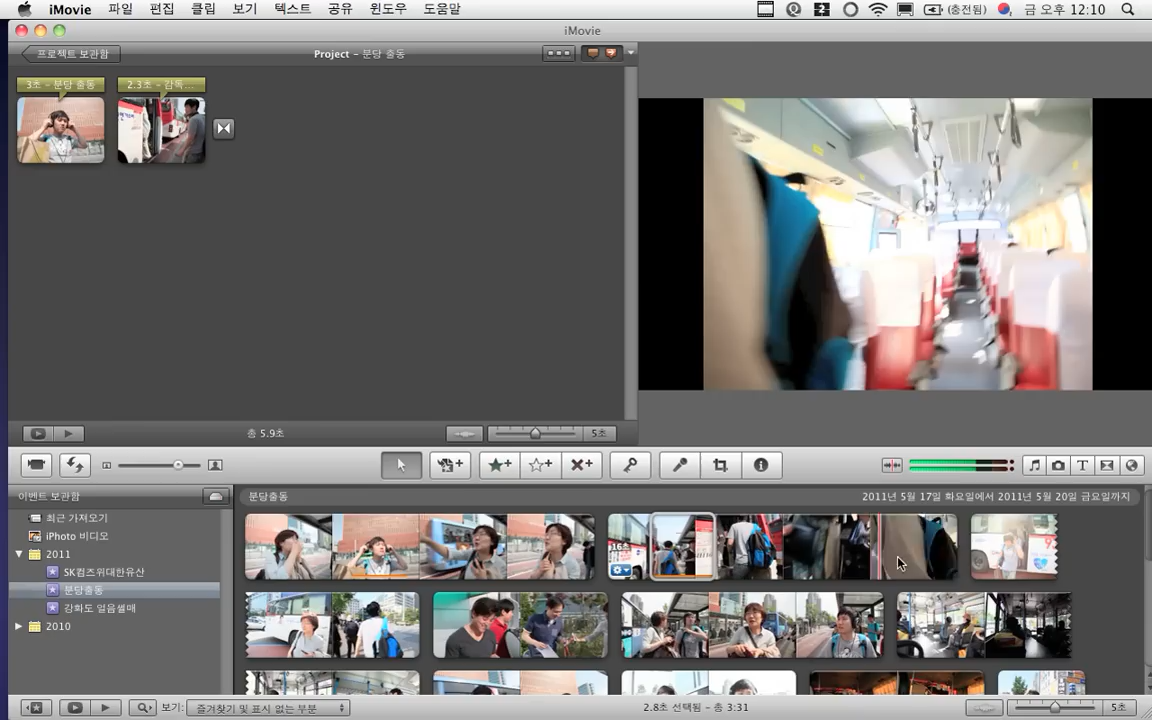 iMovie 파일 편집 클립 보기 텍스트 공유 윈도우 도움말 (충전됨) 금 오후 12:10
iMovie
프로젝트 보관함
Project – 분당 출동
3초 – 분당 출동
2.3초 – 감독...
총 5.9초
5초
이벤트 보관함
최근 가져오기
iPhoto 비디오
2011
SK컴즈위대한유산
분당출동
강화도 얼음썰매
2010
분당출동
2011년 5월 17일 화요일에서 2011년 5월 20일 금요일까지
16초
보기: 즐겨찾기 및 표시 없는 부분
2.8초 선택됨 – 총 3:31
5초